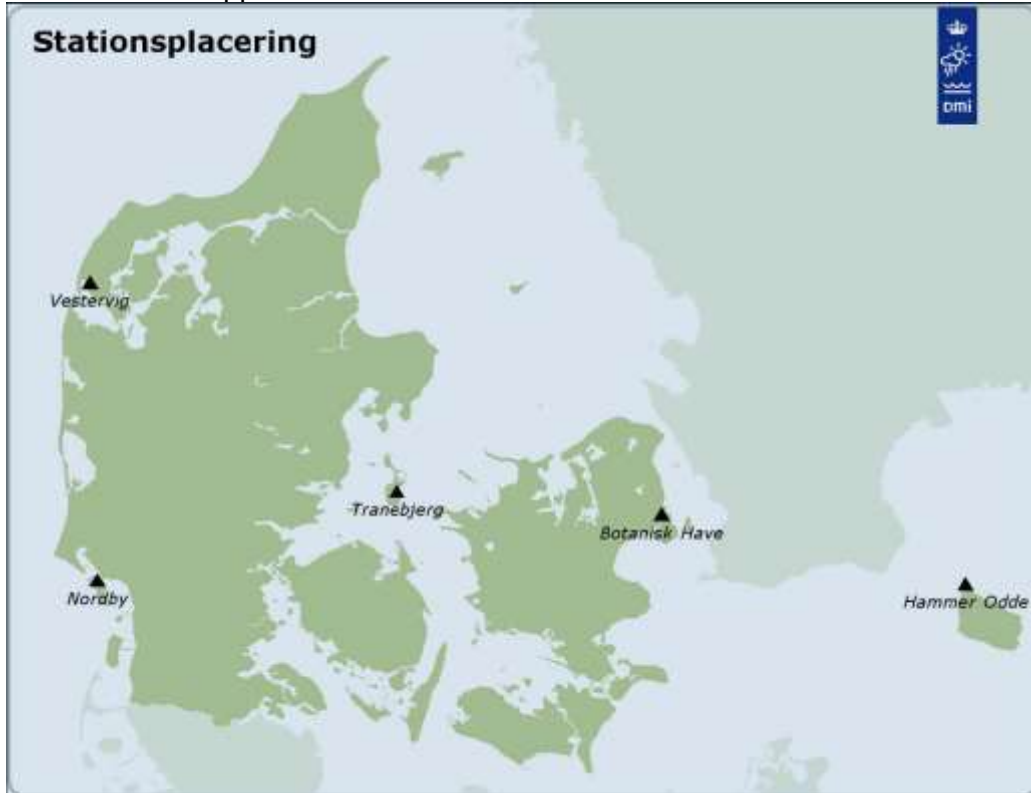 Stationsplacering
DMI
Vestervig
Tranebjerg
Botanisk Have
Nordby
Hammer Odde